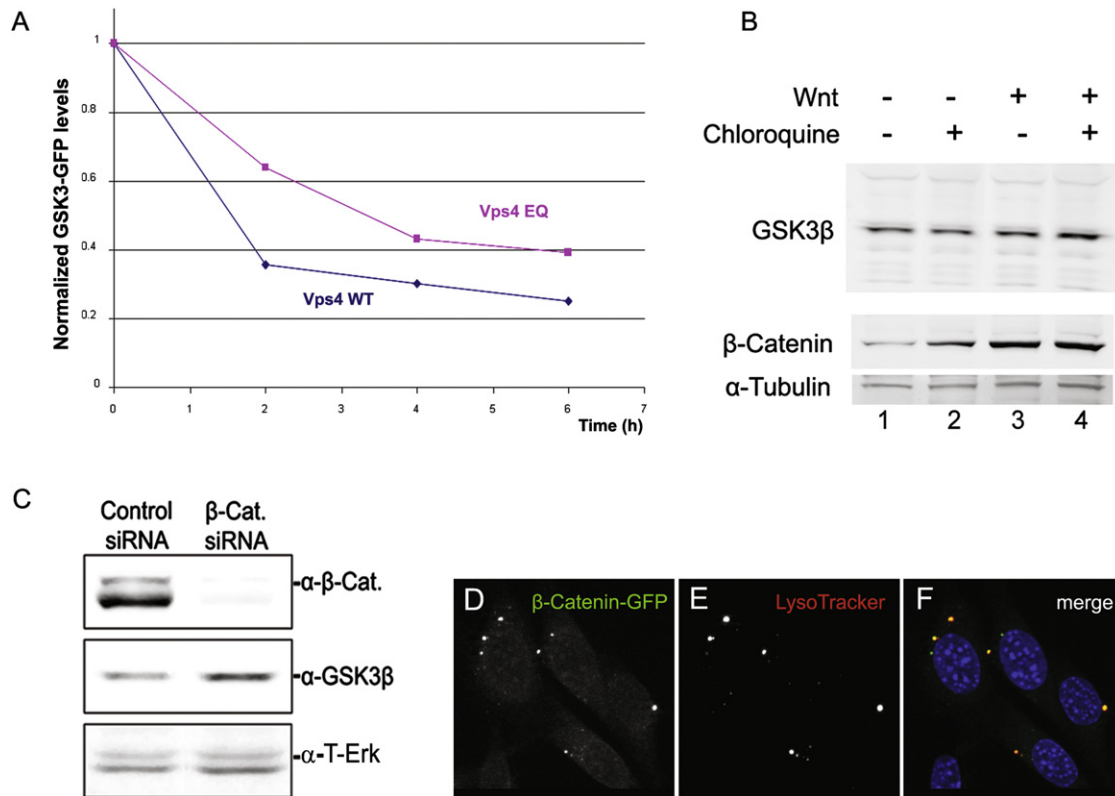 A
Normalized GSK3-GFP levels
1
0.8
0.6
0.4
0.2
0
0 1 2 3 4 5 6 7
Time (h)
Vps4 EQ
Vps4 WT
B
Wnt - - + +
Chloroquine - + - +
GSK3β
β-Catenin
α-Tubulin
1 2 3 4
C
Control siRNA
β-Cat. siRNA
-α-β-Cat.
-α-GSK3β
-α-T-Erk
D β-Catenin-GFP
E LysoTracker
F merge